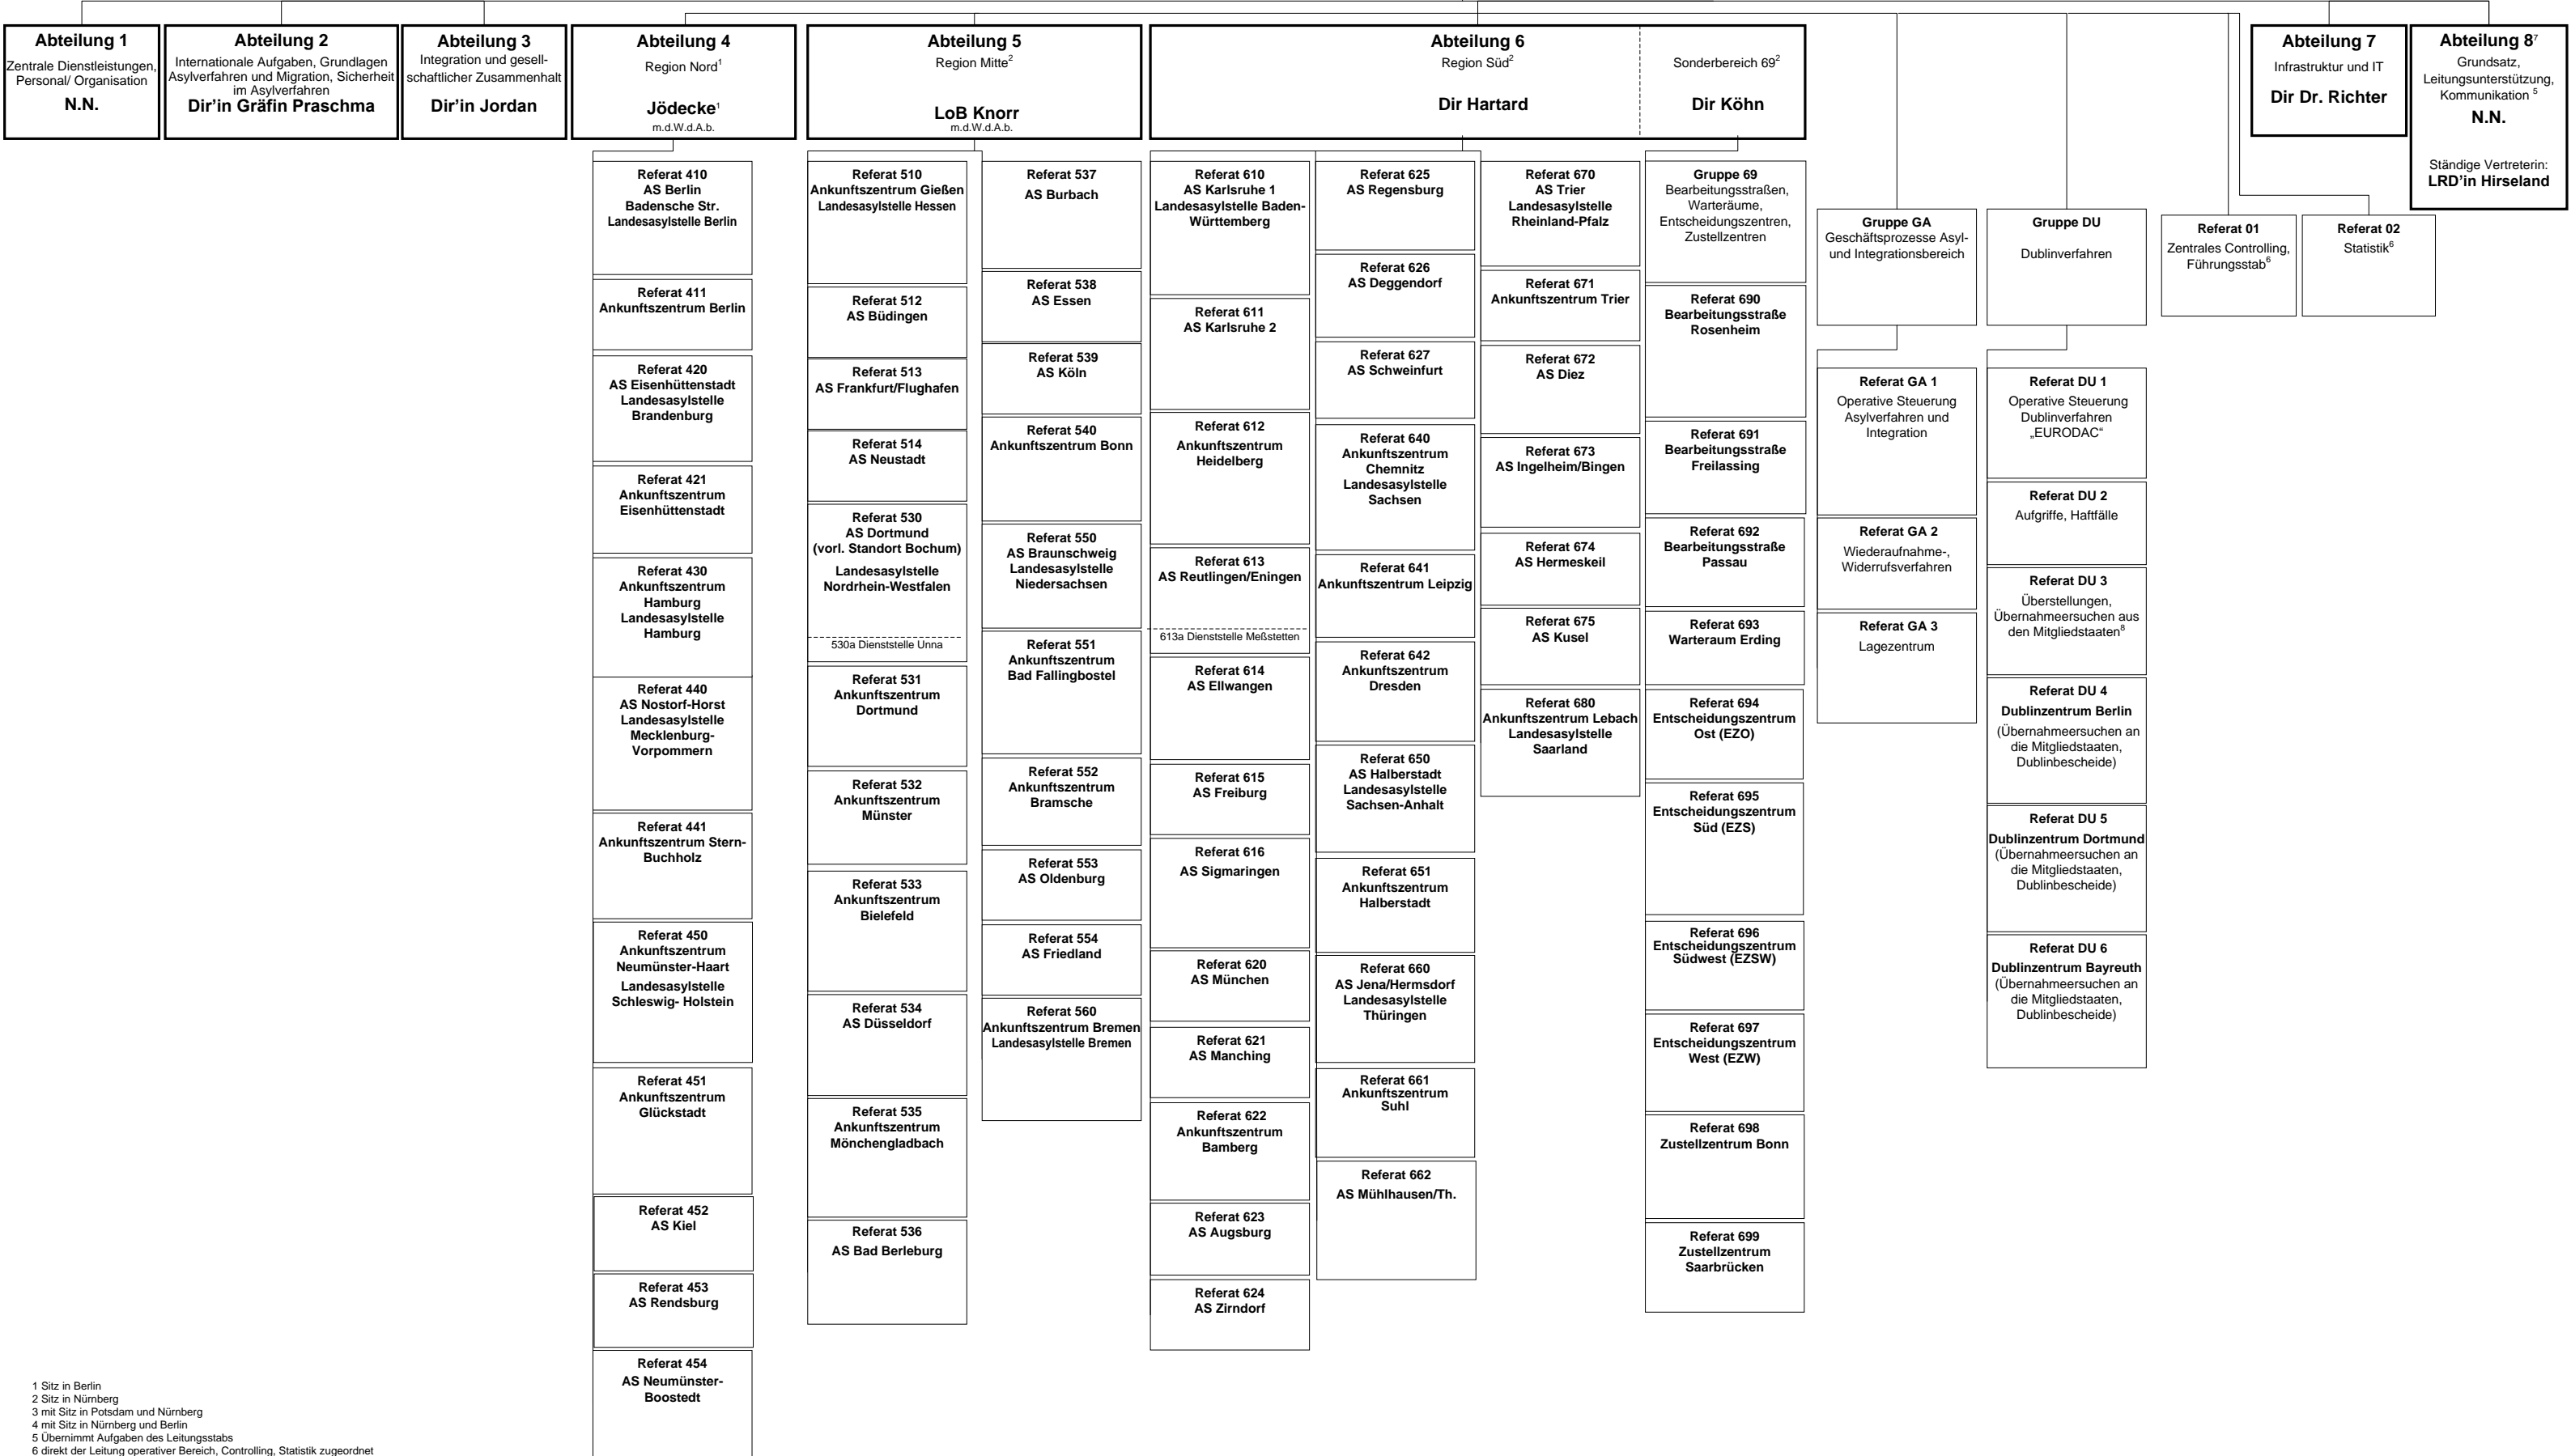 Abteilung 1
Zentrale Dienstleistungen,
Personal/ Organisation
N.N.
Abteilung 2
Internationale Aufgaben, Grundlagen
Asylverfahren und Migration, Sicherheit
im Asylverfahren
Dir’in Gräfin Praschma
Abteilung 3
Integration und gesell-
schaftlicher Zusammenhalt
Dir’in Jordan
Abteilung 4
Region Nord¹
Jödecke¹
m.d.W.d.A.b.
Abteilung 5
Region Mitte²
LoB Knorr
m.d.W.d.A.b.
Abteilung 6
Region Süd²
Dir Hartard
Sonderbereich 69²
Dir Köhn
Abteilung 7
Infrastruktur und IT
Dir Dr. Richter
Abteilung 8⁷
Grundsatz,
Leitungsunterstützung,
Kommunikation ⁵
N.N.
Ständige Vertreterin:
LRD’in Hirseland
Referat 410
AS Berlin
Badensche Str.
Landesasylstelle Berlin
Referat 411
Ankunftszentrum Berlin
Referat 420
AS Eisenhüttenstadt
Landesasylstelle
Brandenburg
Referat 421
Ankunftszentrum
Eisenhüttenstadt
Referat 430
Ankunftszentrum
Hamburg
Landesasylstelle
Hamburg
Referat 440
AS Nostorf-Horst
Landesasylstelle
Mecklenburg-
Vorpommern
Referat 441
Ankunftszentrum Stern-
Buchholz
Referat 450
Ankunftszentrum
Neumünster-Haart
Landesasylstelle
Schleswig- Holstein
Referat 451
Ankunftszentrum
Glückstadt
Referat 452
AS Kiel
Referat 453
AS Rendsburg
Referat 454
AS Neumünster-
Boostedt
Referat 510
Ankunftszentrum Gießen
Landesasylstelle Hessen
Referat 512
AS Büdingen
Referat 513
AS Frankfurt/Flughafen
Referat 514
AS Neustadt
Referat 530
AS Dortmund
(vorl. Standort Bochum)
Landesasylstelle
Nordrhein-Westfalen
530a Dienststelle Unna
Referat 531
Ankunftszentrum
Dortmund
Referat 532
Ankunftszentrum
Münster
Referat 533
Ankunftszentrum
Bielefeld
Referat 534
AS Düsseldorf
Referat 535
Ankunftszentrum
Mönchengladbach
Referat 536
AS Bad Berleburg
Referat 537
AS Burbach
Referat 538
AS Essen
Referat 539
AS Köln
Referat 540
Ankunftszentrum Bonn
Referat 550
AS Braunschweig
Landesasylstelle
Niedersachsen
Referat 551
Ankunftszentrum
Bad Fallingbostel
Referat 552
Ankunftszentrum
Bramsche
Referat 553
AS Oldenburg
Referat 554
AS Friedland
Referat 560
Ankunftszentrum Bremen
Landesasylstelle Bremen
Referat 610
AS Karlsruhe 1
Landesasylstelle Baden-
Württemberg
Referat 611
AS Karlsruhe 2
Referat 612
Ankunftszentrum
Heidelberg
Referat 613
AS Reutlingen/Eningen
613a Dienststelle Meßstetten
Referat 614
AS Ellwangen
Referat 615
AS Freiburg
Referat 616
AS Sigmaringen
Referat 620
AS München
Referat 621
AS Manching
Referat 622
Ankunftszentrum
Bamberg
Referat 623
AS Augsburg
Referat 624
AS Zirndorf
Referat 625
AS Regensburg
Referat 626
AS Deggendorf
Referat 627
AS Schweinfurt
Referat 640
Ankunftszentrum
Chemnitz
Landesasylstelle
Sachsen
Referat 641
Ankunftszentrum Leipzig
Referat 642
Ankunftszentrum
Dresden
Referat 650
AS Halberstadt
Landesasylstelle
Sachsen-Anhalt
Referat 651
Ankunftszentrum
Halberstadt
Referat 660
AS Jena/Hermsdorf
Landesasylstelle
Thüringen
Referat 661
Ankunftszentrum
Suhl
Referat 662
AS Mühlhausen/Th.
Referat 670
AS Trier
Landesasylstelle
Rheinland-Pfalz
Referat 671
Ankunftszentrum Trier
Referat 672
AS Diez
Referat 673
AS Ingelheim/Bingen
Referat 674
AS Hermeskeil
Referat 675
AS Kusel
Referat 680
Ankunftszentrum Lebach
Landesasylstelle
Saarland
Gruppe 69
Bearbeitungsstraßen,
Warteräume,
Entscheidungszentren,
Zustellzentren
Referat 690
Bearbeitungsstraße
Rosenheim
Referat 691
Bearbeitungsstraße
Freilassing
Referat 692
Bearbeitungsstraße
Passau
Referat 693
Warteraum Erding
Referat 694
Entscheidungszentrum
Ost (EZO)
Referat 695
Entscheidungszentrum
Süd (EZS)
Referat 696
Entscheidungszentrum
Südwest (EZSW)
Referat 697
Entscheidungszentrum
West (EZW)
Referat 698
Zustellzentrum Bonn
Referat 699
Zustellzentrum
Saarbrücken
Gruppe GA
Geschäftsprozesse Asyl-
und Integrationsbereich
Referat GA 1
Operative Steuerung
Asylverfahren und
Integration
Referat GA 2
Wiederaufnahme-,
Widerrufsverfahren
Referat GA 3
Lagezentrum
Gruppe DU
Dublinverfahren
Referat DU 1
Operative Steuerung
Dublinverfahren
„EURODAC“
Referat DU 2
Aufgriffe, Haftfälle
Referat DU 3
Überstellungen,
Übernahmeersuchen aus
den Mitgliedstaaten⁸
Referat DU 4
Dublinzentrum Berlin
(Übernahmeersuchen an
die Mitgliedstaaten,
Dublinbescheide)
Referat DU 5
Dublinzentrum Dortmund
(Übernahmeersuchen an
die Mitgliedstaaten,
Dublinbescheide)
Referat DU 6
Dublinzentrum Bayreuth
(Übernahmeersuchen an
die Mitgliedstaaten,
Dublinbescheide)
Referat 01
Zentrales Controlling,
Führungsstab⁶
Referat 02
Statistik⁶
1 Sitz in Berlin
2 Sitz in Nürnberg
3 mit Sitz in Potsdam und Nürnberg
4 mit Sitz in Nürnberg und Berlin
5 Übernimmt Aufgaben des Leitungsstabs
6 direkt der Leitung operativer Bereich, Controlling, Statistik zugeordnet